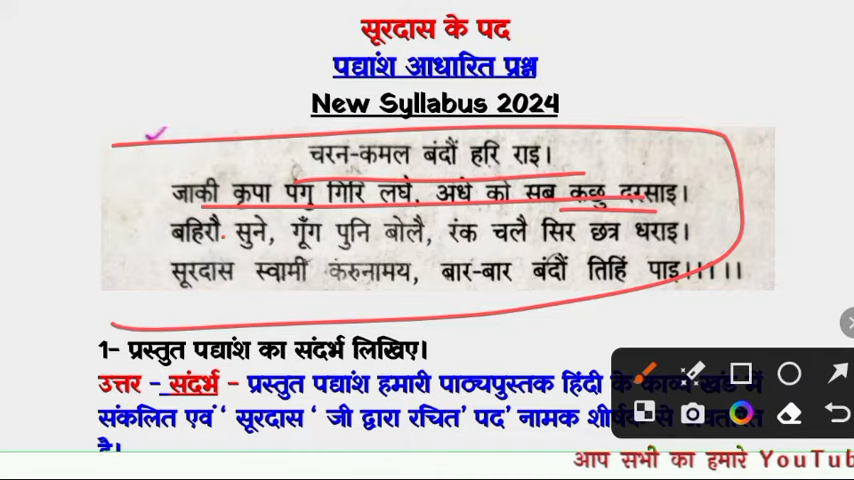 सूरदास के पद
पद्यांश आधारित प्रश्न
New Syllabus 2024
चरन-कमल बंदौं हरि राइ।
जाकी कृपा पंगु गिरि लंघे, अंधे को सब कछु दरसाइ।
बहिरौ सुने, गूँग पुनि बोलै, रंक चलै सिर छत्र धराइ।
सूरदास स्वामी करुनामय, बार-बार बंदौं तिहिं पाइ।।1।।
1- प्रस्तुत पद्यांश का संदर्भ लिखिए।
उत्तर - संदर्भ - प्रस्तुत पद्यांश हमारी पाठ्यपुस्तक हिंदी के काव्य खंड में
संकलित एवं ' सूरदास ' जी द्वारा रचित' पद' नामक शीर्षक से अवतरित
है।
आप सभी का हमारे YouTub